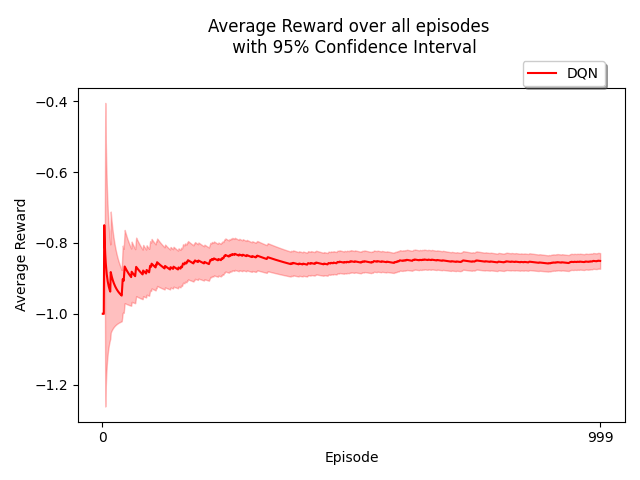 Average Reward over all episodes
with 95% Confidence Interval
DQN
−0.4
−0.6
−0.8
−1.0
−1.2
Average Reward
0
999
Episode